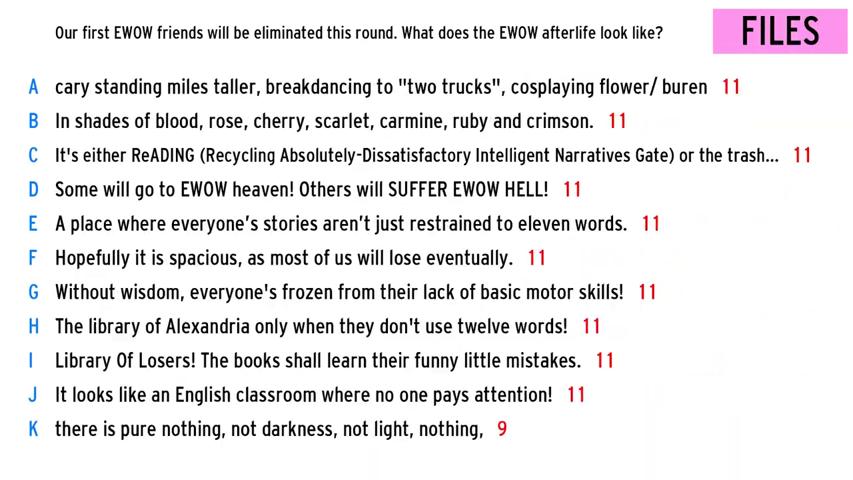 Our first EWOW friends will be eliminated this round. What does the EWOW afterlife look like?
FILES
A cary standing miles taller, breakdancing to "two trucks", cosplaying flower/ buren 11
B In shades of blood, rose, cherry, scarlet, carmine, ruby and crimson. 11
C It's either ReADING (Recycling Absolutely-Dissatisfactory Intelligent Narratives Gate) or the trash... 11
D Some will go to EWOW heaven! Others will SUFFER EWOW HELL! 11
E A place where everyone’s stories aren’t just restrained to eleven words. 11
F Hopefully it is spacious, as most of us will lose eventually. 11
G Without wisdom, everyone's frozen from their lack of basic motor skills! 11
H The library of Alexandria only when they don't use twelve words! 11
I Library Of Losers! The books shall learn their funny little mistakes. 11
J It looks like an English classroom where no one pays attention! 11
K there is pure nothing, not darkness, not light, nothing, 9